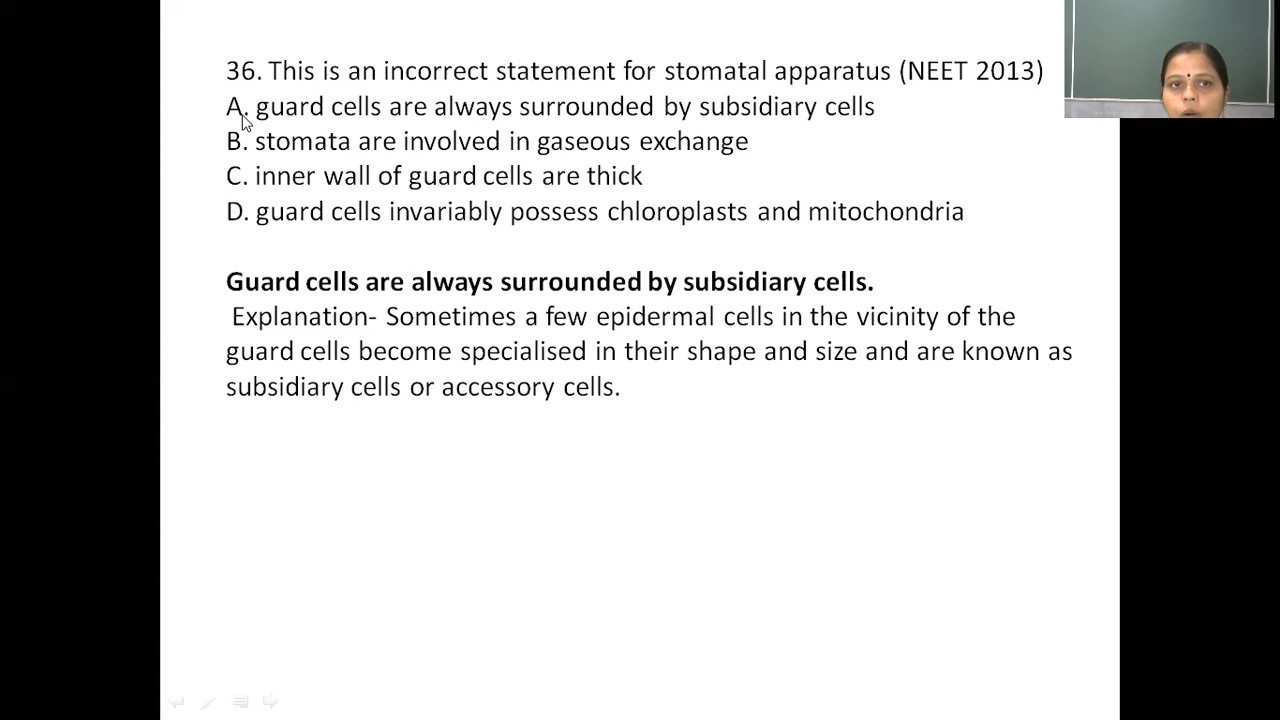 36. This is an incorrect statement for stomatal apparatus (NEET 2013)
A. guard cells are always surrounded by subsidiary cells
B. stomata are involved in gaseous exchange
C. inner wall of guard cells are thick
D. guard cells invariably possess chloroplasts and mitochondria
Guard cells are always surrounded by subsidiary cells.
Explanation- Sometimes a few epidermal cells in the vicinity of the
guard cells become specialised in their shape and size and are known as
subsidiary cells or accessory cells.